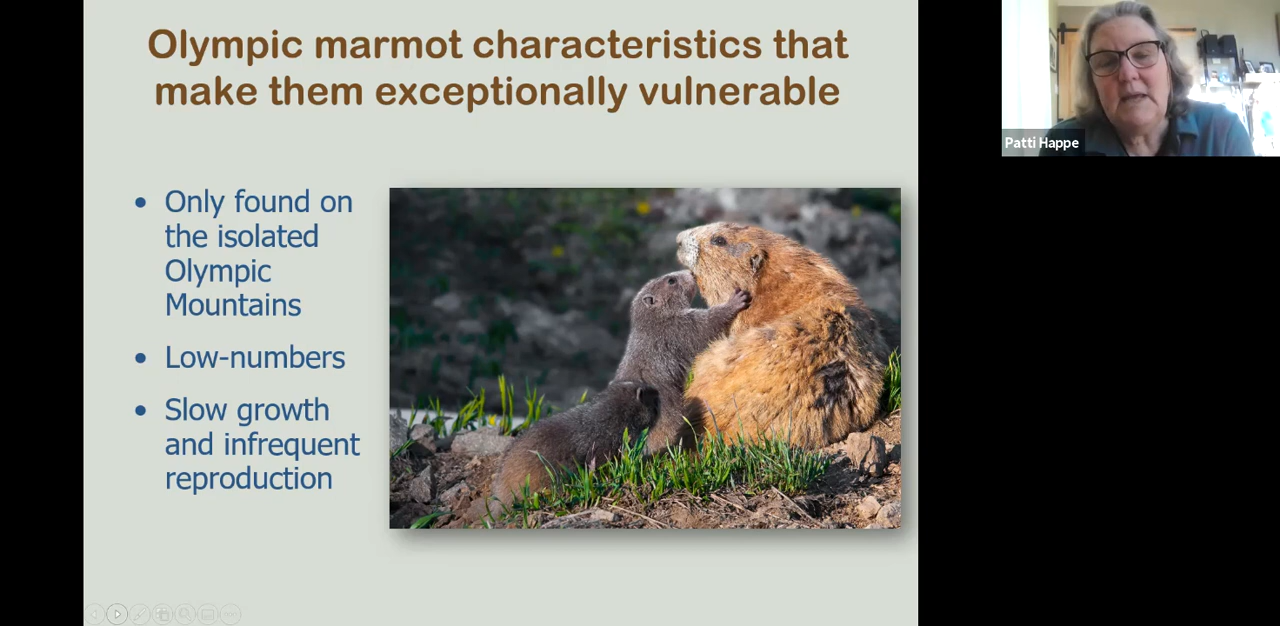 Olympic marmot characteristics that
make them exceptionally vulnerable
• Only found on
the isolated
Olympic
Mountains
• Low-numbers
• Slow growth
and infrequent
reproduction
Patti Happe